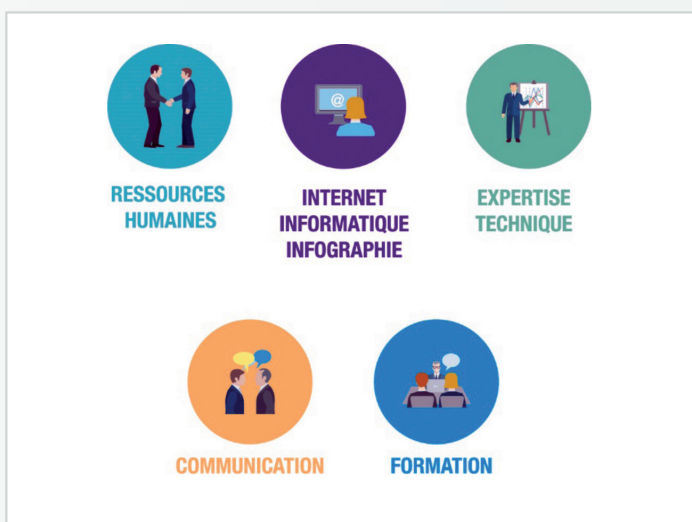 RESSOURCES
HUMAINES
@
INTERNET
INFORMATIQUE
INFOGRAPHIE
EXPERTISE
TECHNIQUE
COMMUNICATION
FORMATION